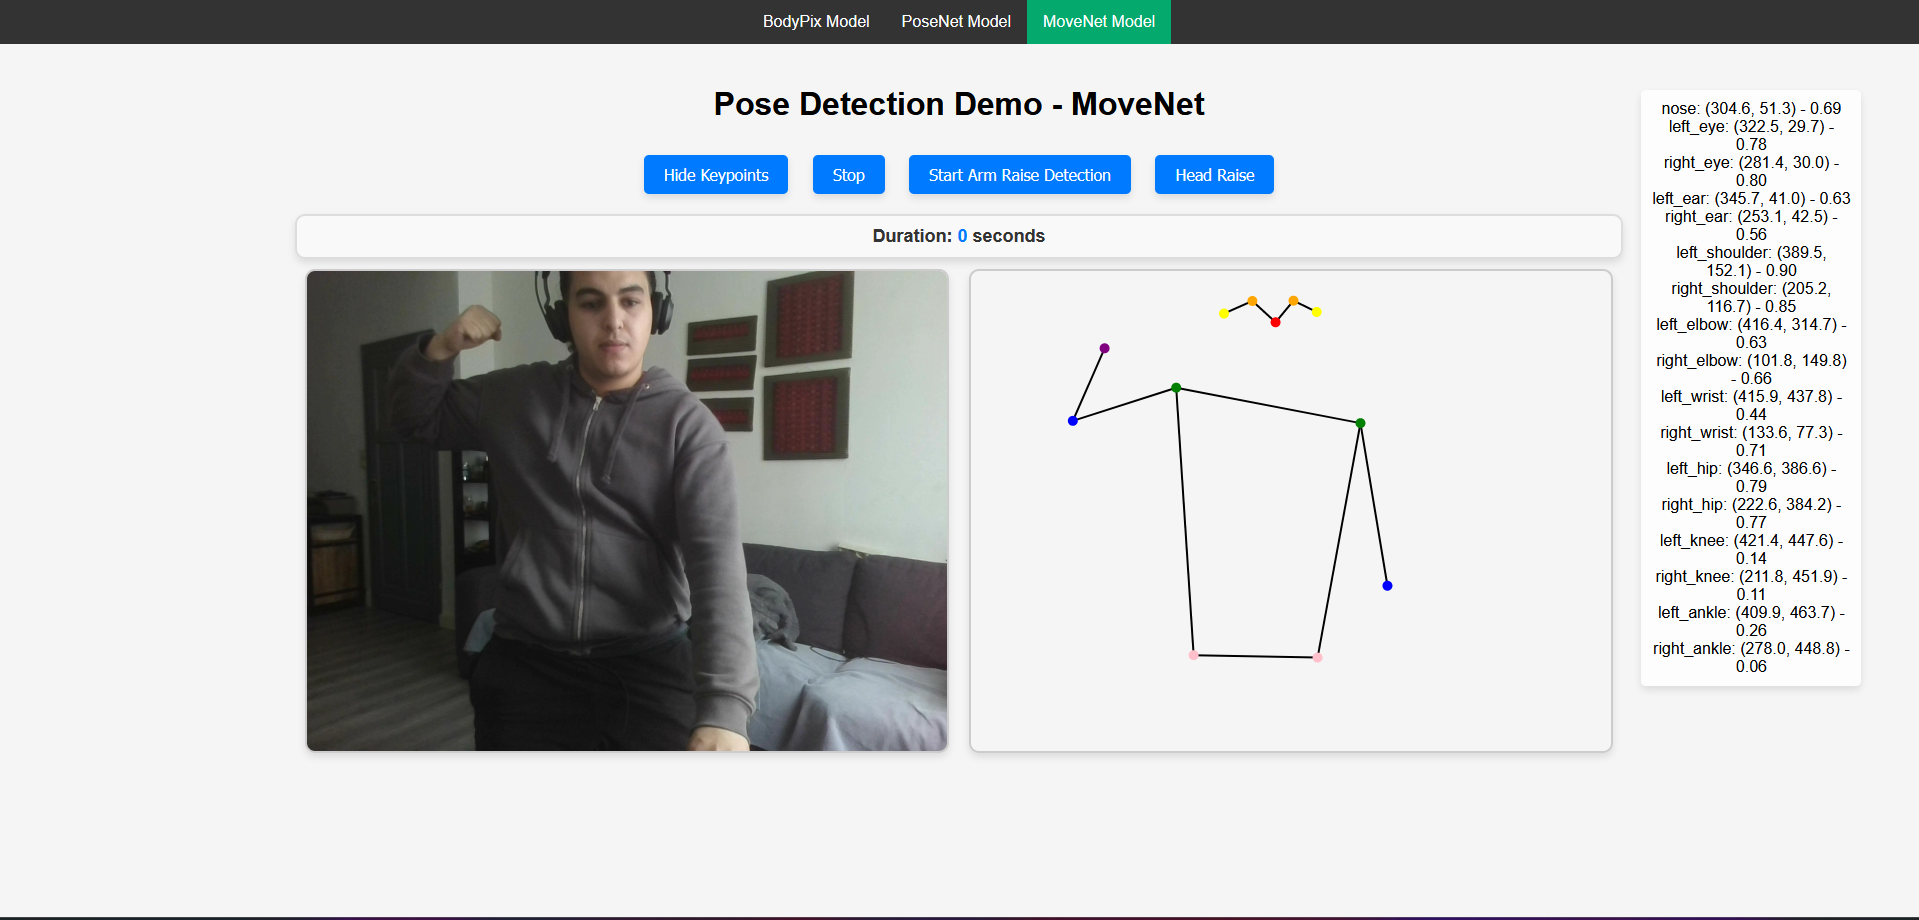 BodyPix Model PoseNet Model MoveNet Model
Pose Detection Demo - MoveNet
Hide Keypoints Stop Start Arm Raise Detection Head Raise
Duration: 0 seconds
nose: (304.6, 51.3) - 0.69
left_eye: (322.5, 29.7) -
0.78
right_eye: (281.4, 30.0) -
0.80
left_ear: (345.7, 41.0) - 0.63
right_ear: (253.1, 42.5) -
0.56
left_shoulder: (389.5,
152.1) - 0.90
right_shoulder: (205.2,
116.7) - 0.85
left_elbow: (416.4, 314.7) -
0.63
right_elbow: (101.8, 149.8)
- 0.66
left_wrist: (415.9, 437.8) -
0.44
right_wrist: (133.6, 77.3) -
0.71
left_hip: (346.6, 386.6) -
0.79
right_hip: (222.6, 384.2) -
0.77
left_knee: (421.4, 447.6) -
0.14
right_knee: (211.8, 451.9) -
0.11
left_ankle: (409.9, 463.7) -
0.26
right_ankle: (278.0, 448.8) -
0.06